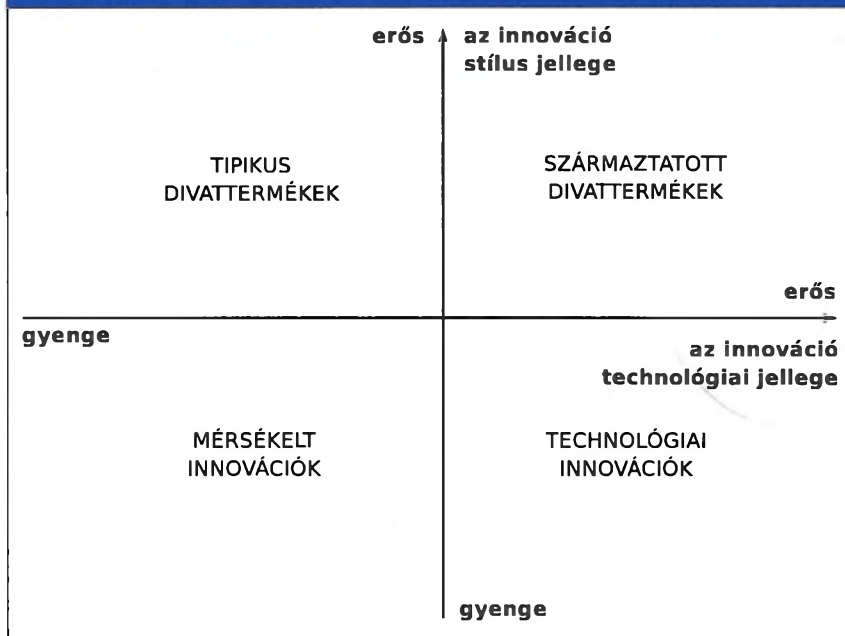 erős
az innováció
stílus jellege
TIPIKUS
DIVATTERMÉKEK
SZÁRMAZTATOTT
DIVATTERMÉKEK
erős
gyenge
az innováció
technológiai jellege
MÉRSÉKELT
INNOVÁCIÓK
TECHNOLÓGIAI
INNOVÁCIÓK
gyenge